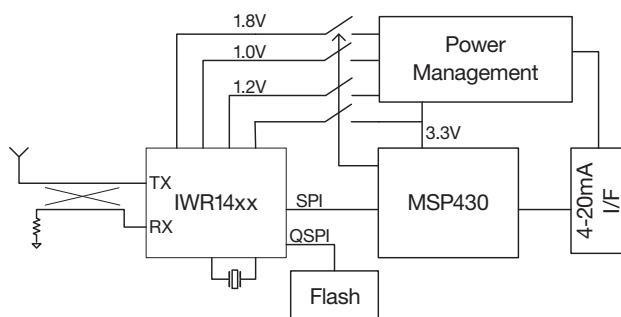 1.8V
1.0V
1.2V
Power
Management
3.3V
TX
IWR14xx
RX
SPI
QSPI
MSP430
4-20mA
I/F
Flash